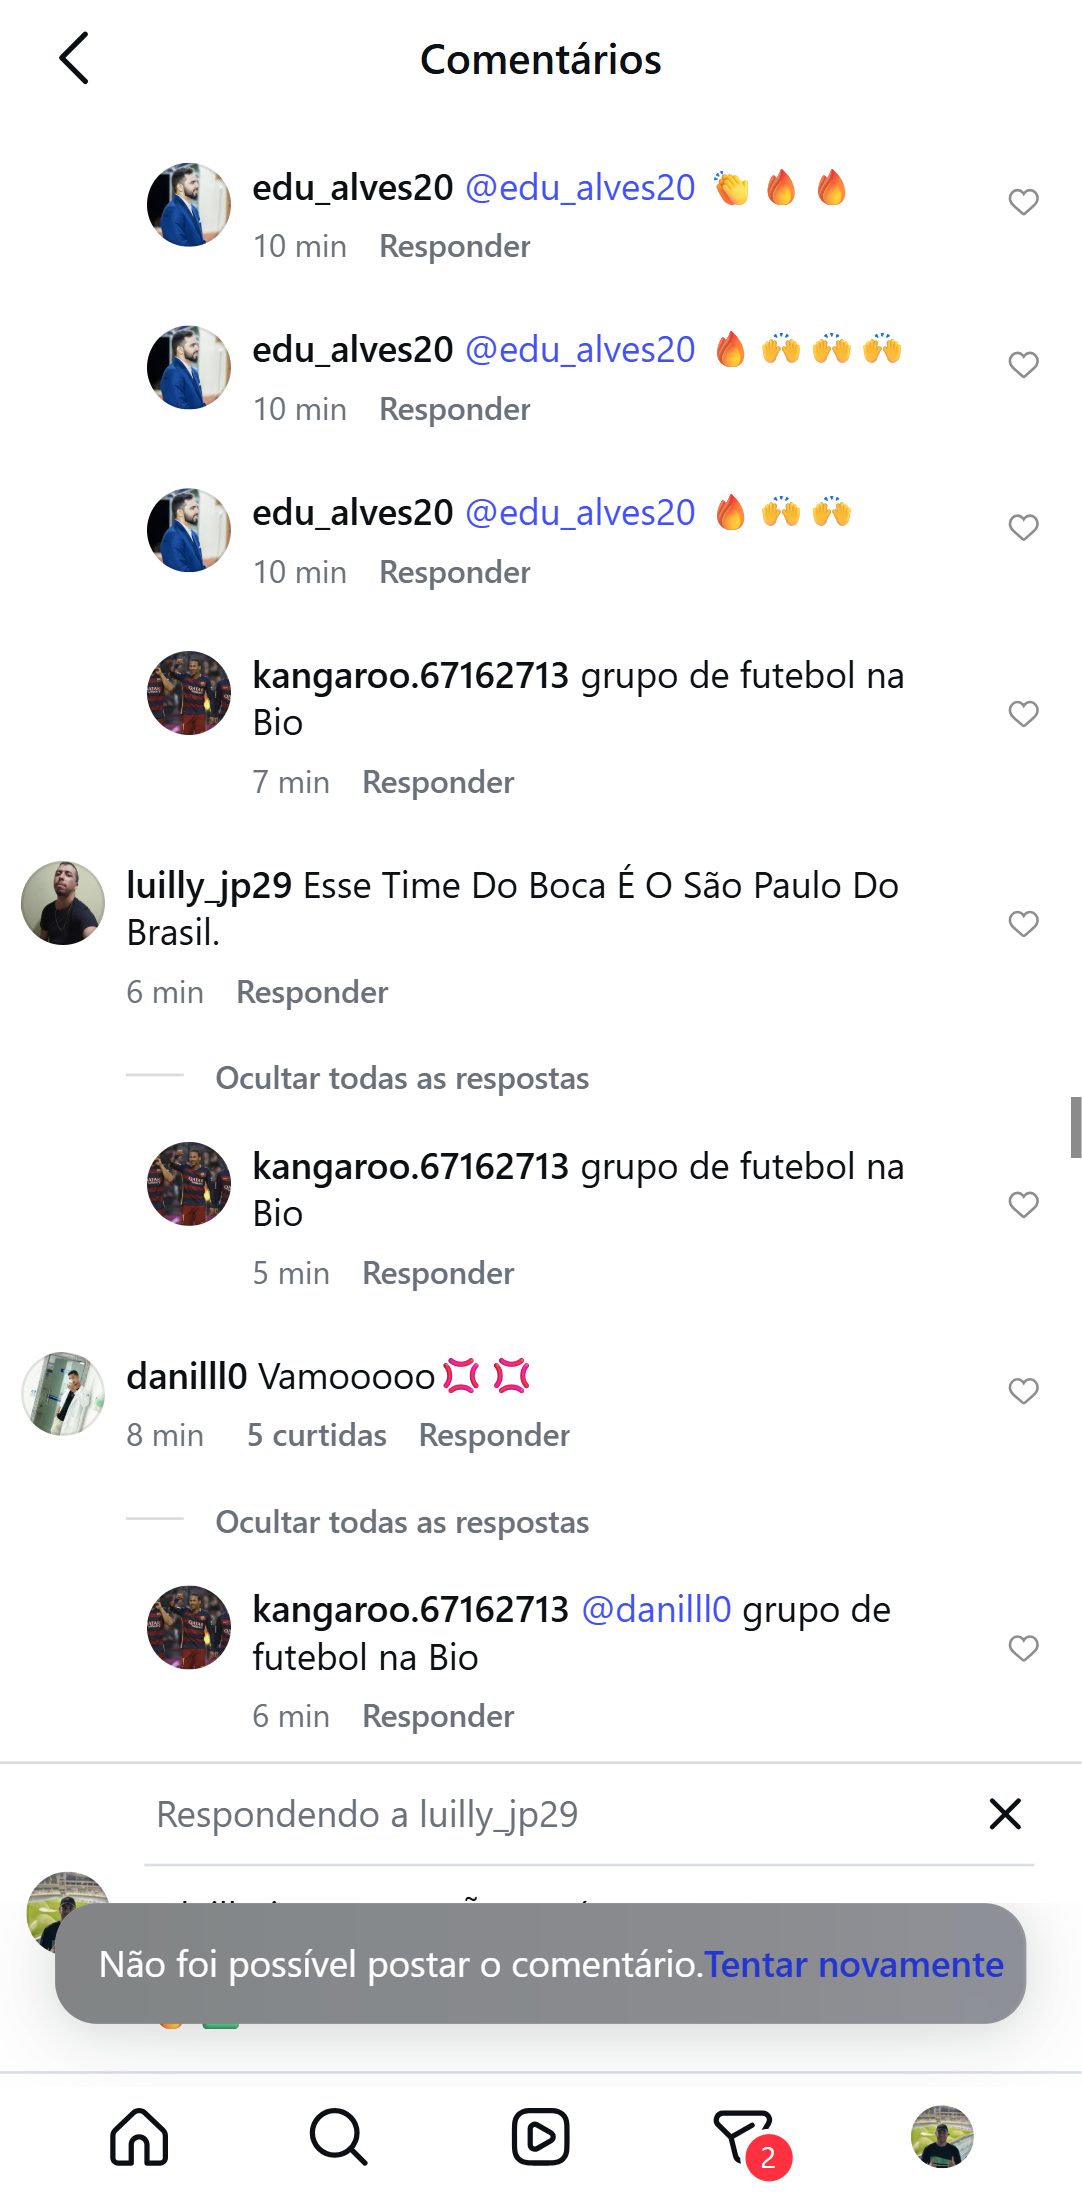 Comentários
edu_alves20 @edu_alves20 👏🔥🔥
10 min Responder
edu_alves20 @edu_alves20 🔥🙌🙌🙌
10 min Responder
edu_alves20 @edu_alves20 🔥🙌🙌
10 min Responder
kangaroo.67162713 grupo de futebol na
Bio
7 min Responder
luilly_jp29 Esse Time Do Boca É O São Paulo Do
Brasil.
6 min Responder
Ocultar todas as respostas
kangaroo.67162713 grupo de futebol na
Bio
5 min Responder
danilll0 Vamooooo💢💢
8 min 5 curtidas Responder
Ocultar todas as respostas
kangaroo.67162713 @danilll0 grupo de
futebol na Bio
6 min Responder
Respondendo a luilly_jp29
Não foi possível postar o comentário.Tentar novamente
2